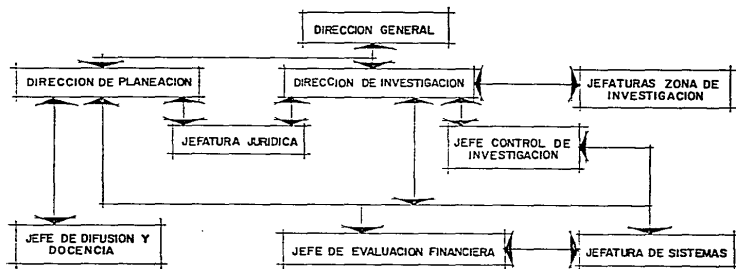 DIRECCION GENERAL
DIRECCION DE PLANEACION
DIRECCION DE INVESTIGACION
JEFATURAS ZONA DE
INVESTIGACION
JEFATURA JURIDICA
JEFE CONTROL DE
INVESTIGACION
JEFE DE DIFUSION Y
DOCENCIA
JEFE DE EVALUACION FINANCIERA
JEFATURA DE SISTEMAS